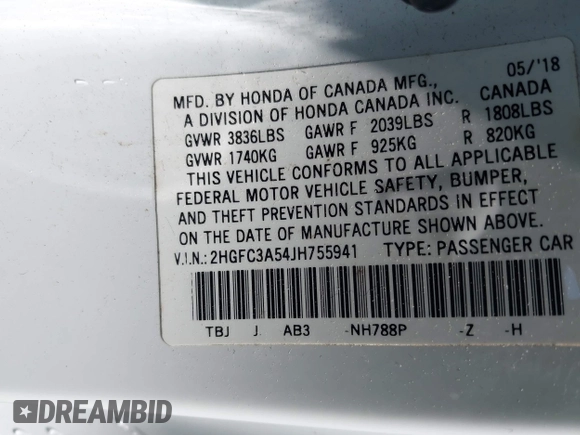 MFD. BY HONDA OF CANADA MFG., 05/'18
A DIVISION OF HONDA CANADA INC. CANADA
GVWR 3836LBS GAWR F 2039LBS R 1808LBS
GVWR 1740KG GAWR F 925KG R 820KG
THIS VEHICLE CONFORMS TO ALL APPLICABLE
FEDERAL MOTOR VEHICLE SAFETY, BUMPER,
AND THEFT PREVENTION STANDARDS IN EFFECT
ON THE DATE OF MANUFACTURE SHOWN ABOVE.
V.I.N.: 2HGFC3A54JH755941 TYPE: PASSENGER CAR
TBJ J. AB3 -NH788P -Z -H
DREAMBID